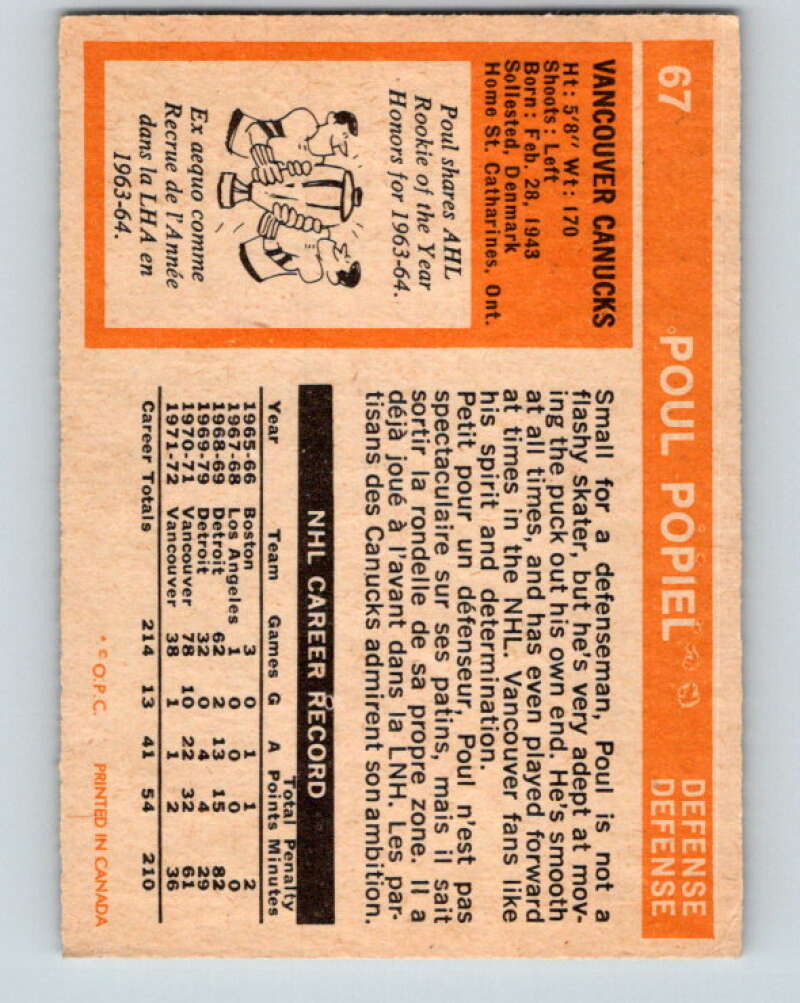 67
POUL POPIEL
DEFENSE
DEFENSE
VANCOUVER CANUCKS
Ht: 5'8" Wt: 170
Shoots: Left
Born: Feb. 28, 1943
Sollested, Denmark
Home St. Catharines, Ont.
Poul shares AHL
Rookie of the Year
Honors for 1963-64.
Ex aequo comme
Recrue de l'Année
dans la LHA en
1963-64.
Small for a defenseman, Poul is not a
flashy skater, but he's very adept at mov-
ing the puck out his own end. He's smooth
at all times, and has even played forward
at times in the NHL. Vancouver fans like
his spirit and determination.
Petit pour un défenseur, Poul n'est pas
spectaculaire sur ses patins, mais il sait
sortir la rondelle de sa propre zone. Il a
déjà joué à l'avant dans la LNH. Les par-
tisans des Canucks admirent son ambition.
NHL CAREER RECORD
Total Penalty
Year Team Games G A Points Minutes
1965-66 Boston 3 0 1 1 2
1967-68 Los Angeles 1 0 0 0 0
1968-69 Detroit 62 2 13 15 82
1969-79 Detroit 32 0 4 4 29
1970-71 Vancouver 78 10 22 32 61
1971-72 Vancouver 38 1 1 2 36
Career Totals 214 13 41 54 210
* © O.P.C. PRINTED IN CANADA